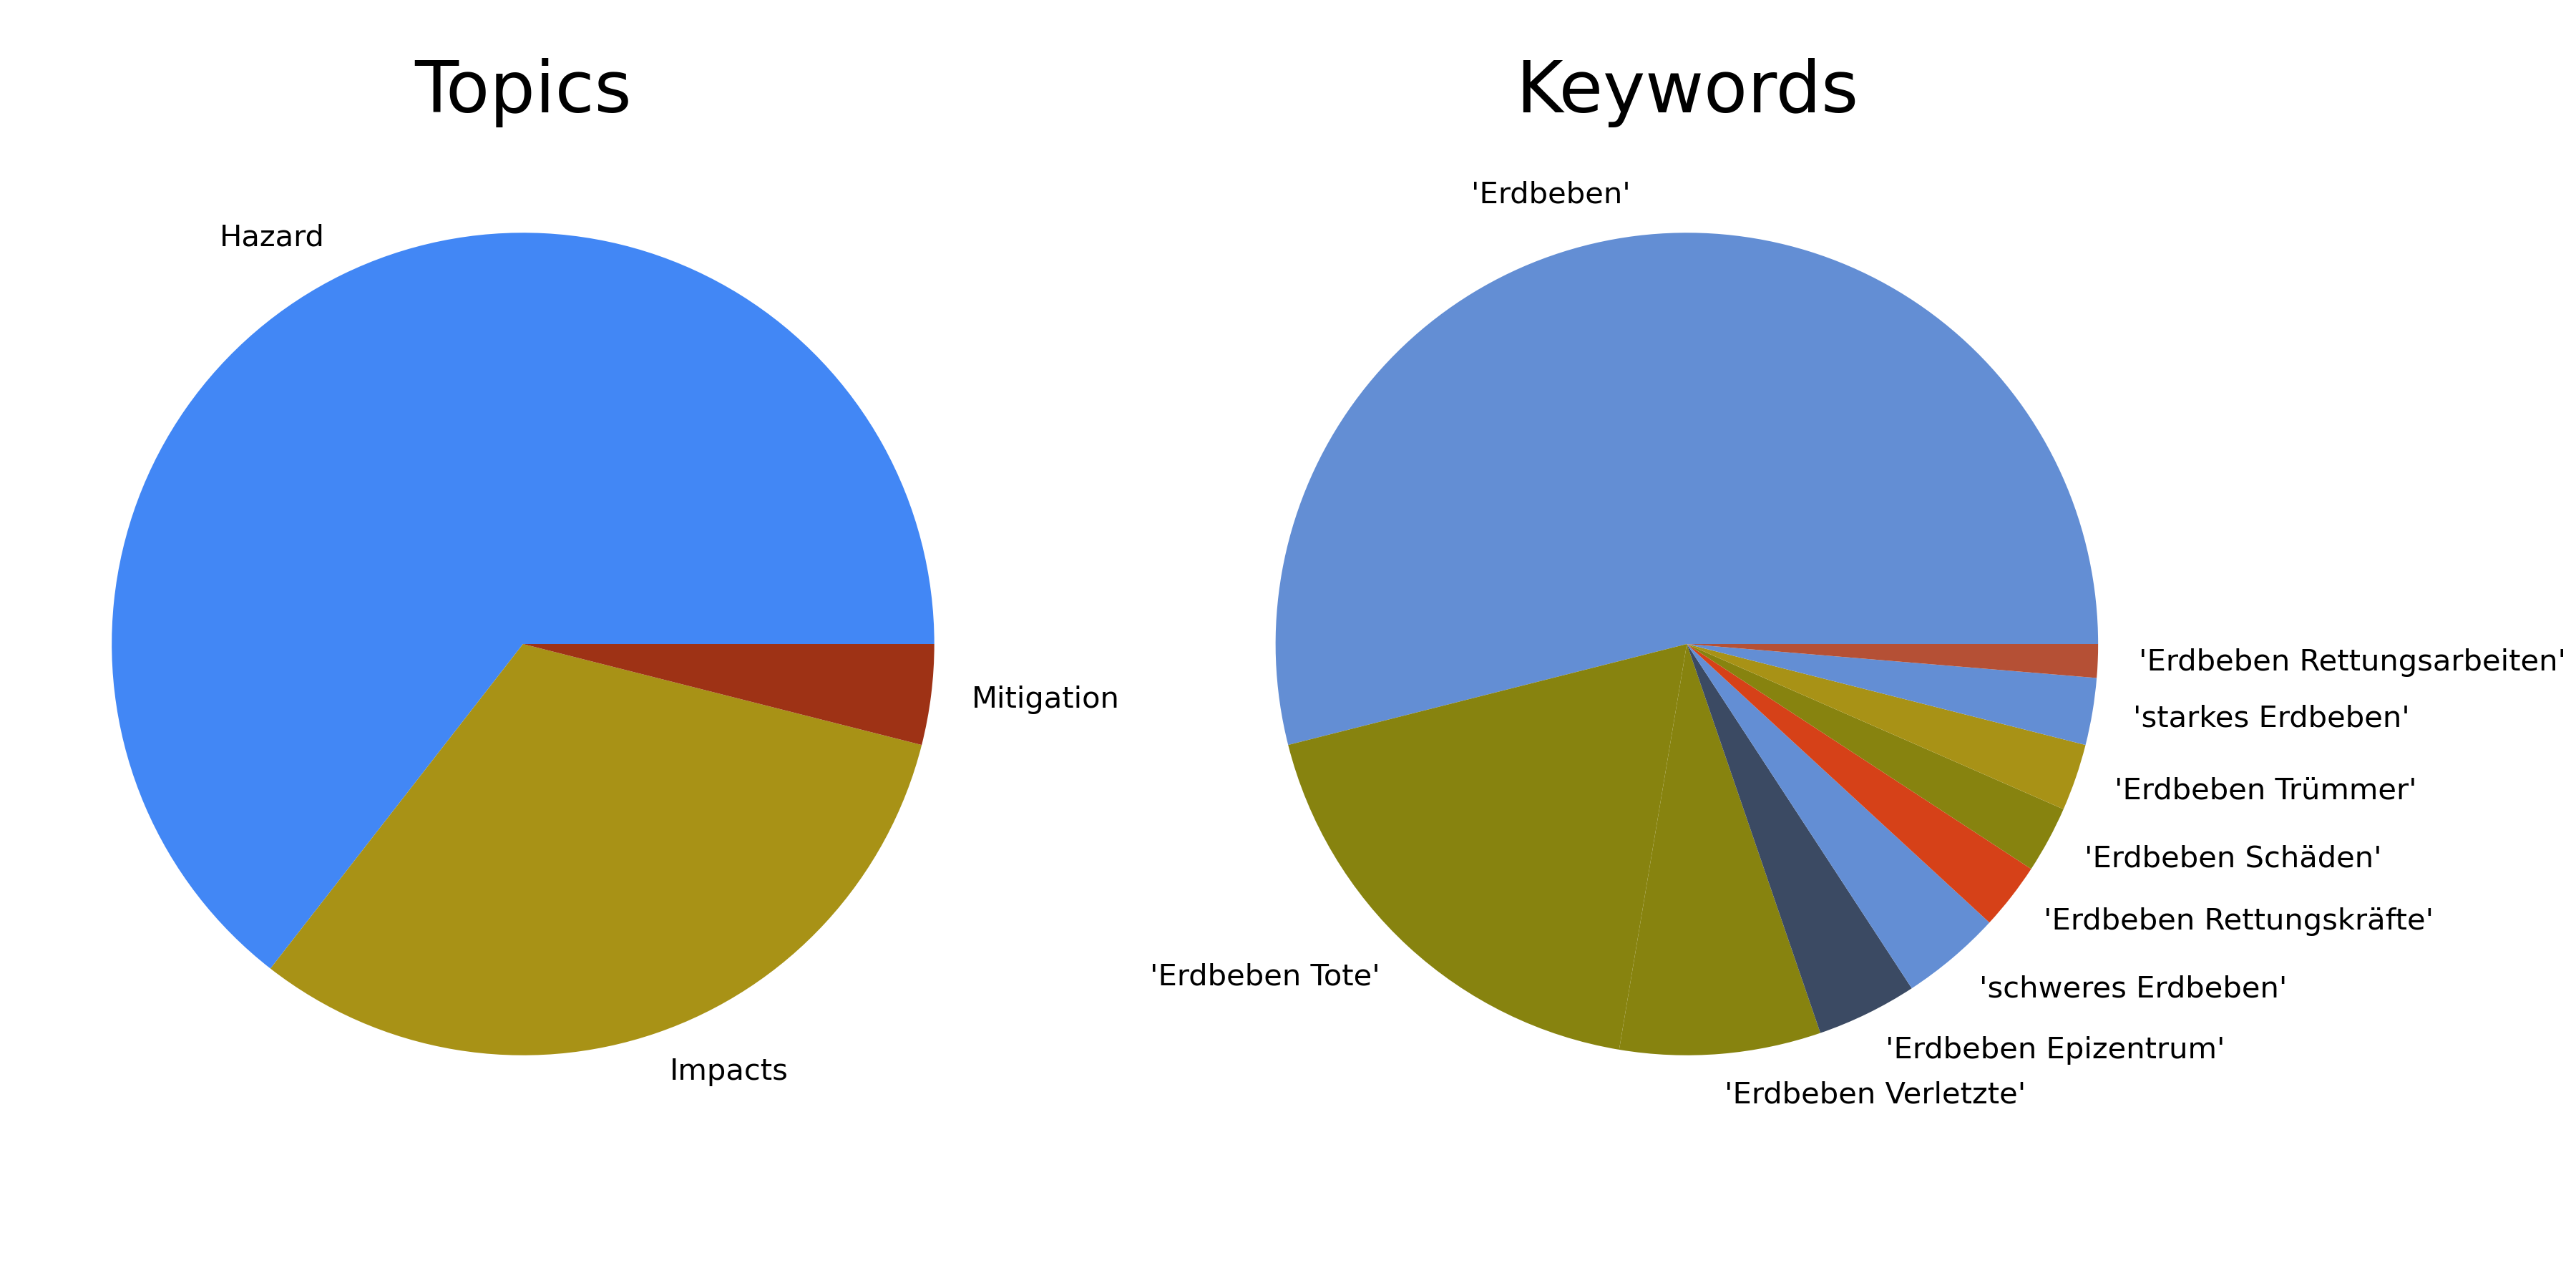 Topics
Hazard
Mitigation
Impacts
Keywords
'Erdbeben'
'Erdbeben Rettungsarbeiten'
'starkes Erdbeben'
'Erdbeben Trümmer'
'Erdbeben Schäden'
'Erdbeben Rettungskräfte'
'schweres Erdbeben'
'Erdbeben Epizentrum'
'Erdbeben Verletzte'
'Erdbeben Tote'